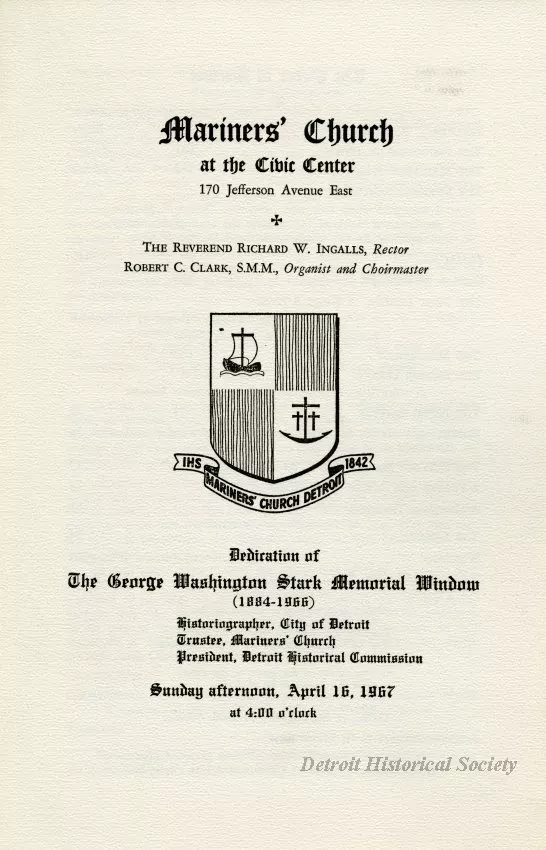 Mariners' Church
at the Civic Center
170 Jefferson Avenue East
THE REVEREND RICHARD W. INGALLS, Rector
ROBERT C. CLARK, S.M.M., Organist and Choirmaster
IHS
1842
MARINERS' CHURCH DETROIT
Dedication of
The George Washington Stark Memorial Window
(1884-1966)
Historiographer, City of Detroit
Trustee, Mariners' Church
President, Detroit Historical Commission
Sunday afternoon, April 16, 1967
at 4:00 o'clock
Detroit Historical Society